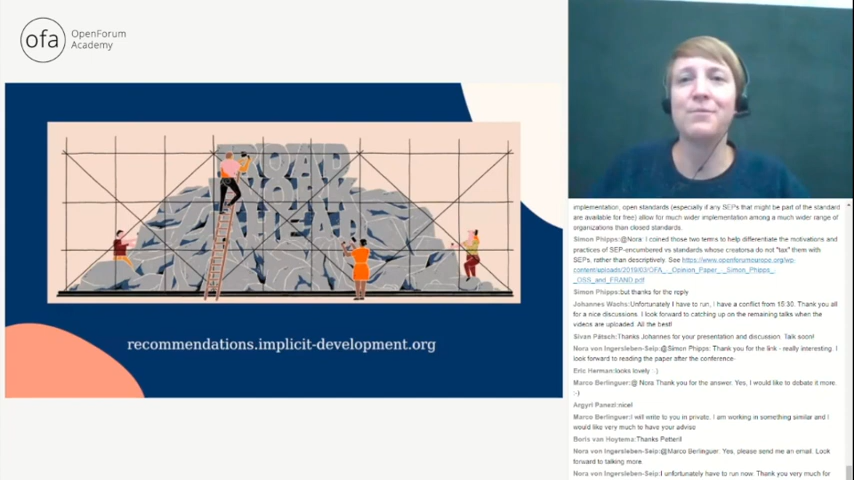 ofa
OpenForum
Academy
ROAD
WORK
AHEAD
recommendations.implicit-development.org
implementation, open standards (especially if any SEPs that might be part of the standard
are available for free) allow for much wider implementation among a much wider range of
organizations than closed standards.
Simon Phipps:@Nora: I coined those two terms to help differentiate the motivations and
practices of SEP-encumbered vs standards whose creatorsa do not "tax" them with
SEPs, rather than descriptively. See https://www.openforumeurope.org/wp-
content/uploads/2019/03/OFA_-_Opinion_Paper_-_Simon_Phipps_-
_OSS_and_FRAND.pdf
Simon Phipps:but thanks for the reply
Johannes Wachs:Unfortunately I have to run, I have a conflict from 15:30. Thank you all
for a nice discussions. I look forward to catching up on the remaining talks when the
videos are uploaded. All the best!
Sivan Pätsch:Thanks Johannes for your presentation and discussion. Talk soon!
Nora von Ingersleben-Seip:@Simon Phipps: Thank you for the link - really interesting. I
look forward to reading the paper after the conference-
Eric Herman:looks lovely :-)
Marco Berlinguer:@ Nora Thank you for the answer. Yes, I would like to debate it more.
:-)
Argyri Panezi:nice!
Marco Berlinguer:I will write to you in private. I am working in something similar and I
would like very much to have your advise
Boris van Hoytema:Thanks Petteri!
Nora von Ingersleben-Seip:@Marco Berlinguer: Yes, please send me an email. Look
forward to talking more.
Nora von Ingersleben-Seip:I unfortunately have to run now. Thank you very much for